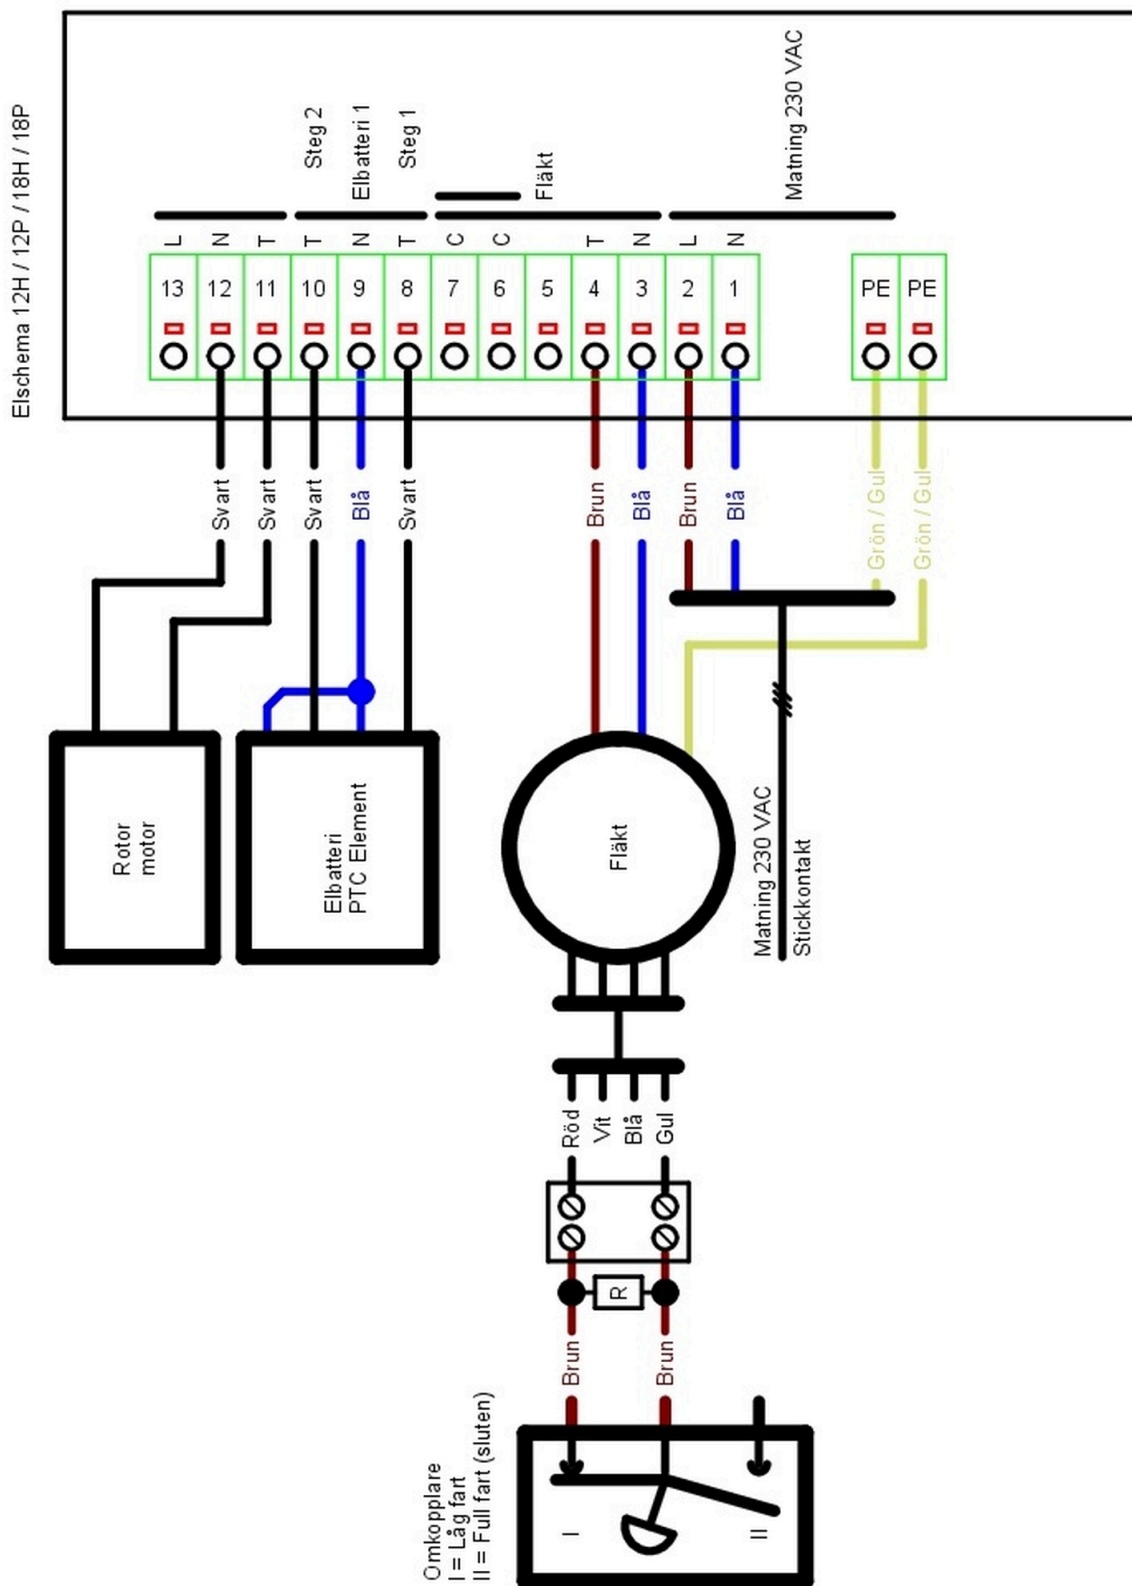 Elschema 12H / 12P / 18H / 18P
Steg 2
Elbatteri 1
Steg 1
Fläkt
Matning 230 VAC
L N T T N T C C T N L N
13 12 11 10 9 8 7 6 5 4 3 2 1 PE PE
Svart
Svart
Svart
Blå
Svart
Brun
Blå
Brun
Blå
Grön / Gul
Grön / Gul
Rotor
motor
Elbatteri
PTC Element
Fläkt
Matning 230 VAC
Stickkontakt
Röd
Vit
Blå
Gul
R
Brun
Brun
Omkopplare
I = Låg fart
II = Full fart (sluten)
I
II